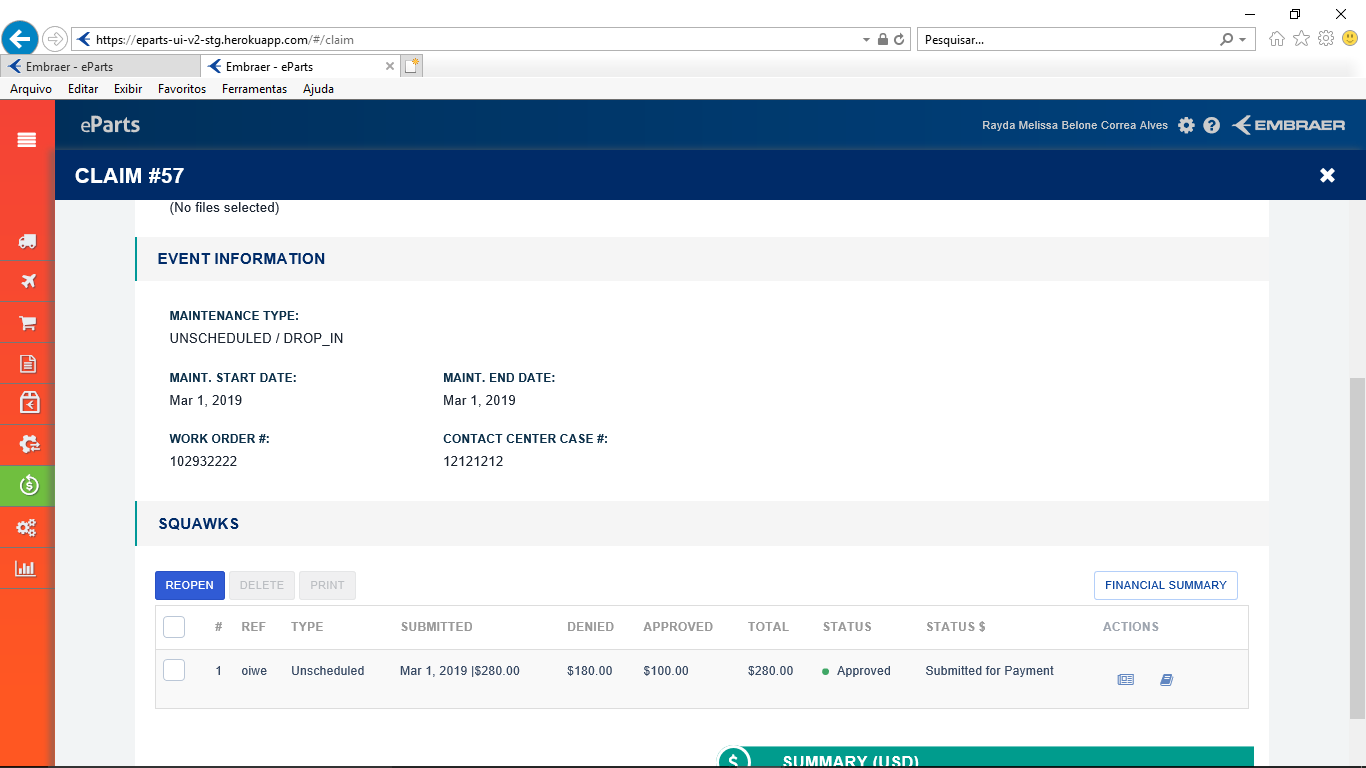 https://eparts-ui-v2-stg.herokuapp.com/#/claim
Pesquisar...
Embraer - eParts
Embraer - eParts
Arquivo Editar Exibir Favoritos Ferramentas Ajuda
eParts
Rayda Melissa Belone Correa Alves
EMBRAER
CLAIM #57
(No files selected)
EVENT INFORMATION
MAINTENANCE TYPE:
UNSCHEDULED / DROP_IN
MAINT. START DATE: MAINT. END DATE:
Mar 1, 2019 Mar 1, 2019
WORK ORDER #: CONTACT CENTER CASE #:
102932222 12121212
SQUAWKS
REOPEN DELETE PRINT FINANCIAL SUMMARY
# REF TYPE SUBMITTED DENIED APPROVED TOTAL STATUS STATUS $ ACTIONS
1 oiwe Unscheduled Mar 1, 2019 |$280.00 $180.00 $100.00 $280.00 Approved Submitted for Payment
SUMMARY (USD)